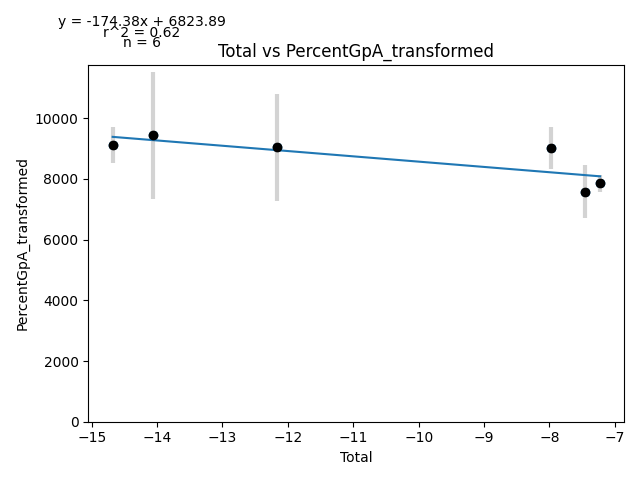 y = -174.38x + 6823.89
r^2 = 0.62
n = 6
Total vs PercentGpA_transformed
PercentGpA_transformed
10000
8000
6000
4000
2000
0
−15 −14 −13 −12 −11 −10 −9 −8 −7
Total